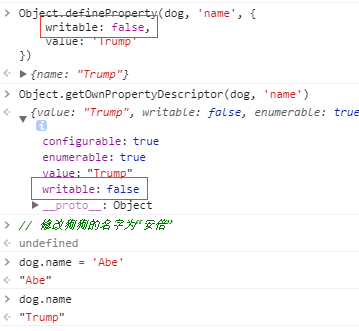 > Object.defineProperty(dog, 'name', {
writable: false,
value: 'Trump'
})
{name: "Trump"}
> Object.getOwnPropertyDescriptor(dog, 'name')
{value: "Trump", writable: false, enumerable: true
i
configurable: true
enumerable: true
value: "Trump"
writable: false
__proto__: Object
> // 修改狗狗的名字为“安倍”
undefined
> dog.name = 'Abe'
"Abe"
> dog.name
"Trump"